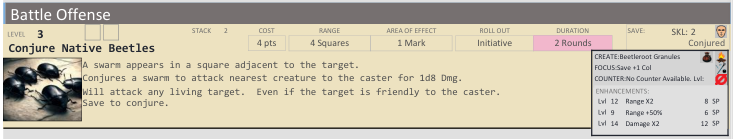 Battle Offense
LEVEL 3
STACK 2
COST
4 pts
RANGE
4 Squares
AREA OF EFFECT
1 Mark
ROLL OUT
Initiative
DURATION
2 Rounds
SAVE:
SKL: 2
Conjured
Conjure Native Beetles
A swarm appears in a square adjacent to the target.
Conjures a swarm to attack nearest creature to the caster for 1d8 Dmg.
Will attack any living target. Even if the target is friendly to the caster.
Save to conjure.
CREATE:Beetleroot Granules
FOCUS:Save +1 Col
COUNTER:No Counter Available. Lvl:
ENHANCEMENTS:
Lvl 12 Range X2 8 SP
Lvl 9 Range +50% 6 SP
Lvl 14 Damage X2 12 SP